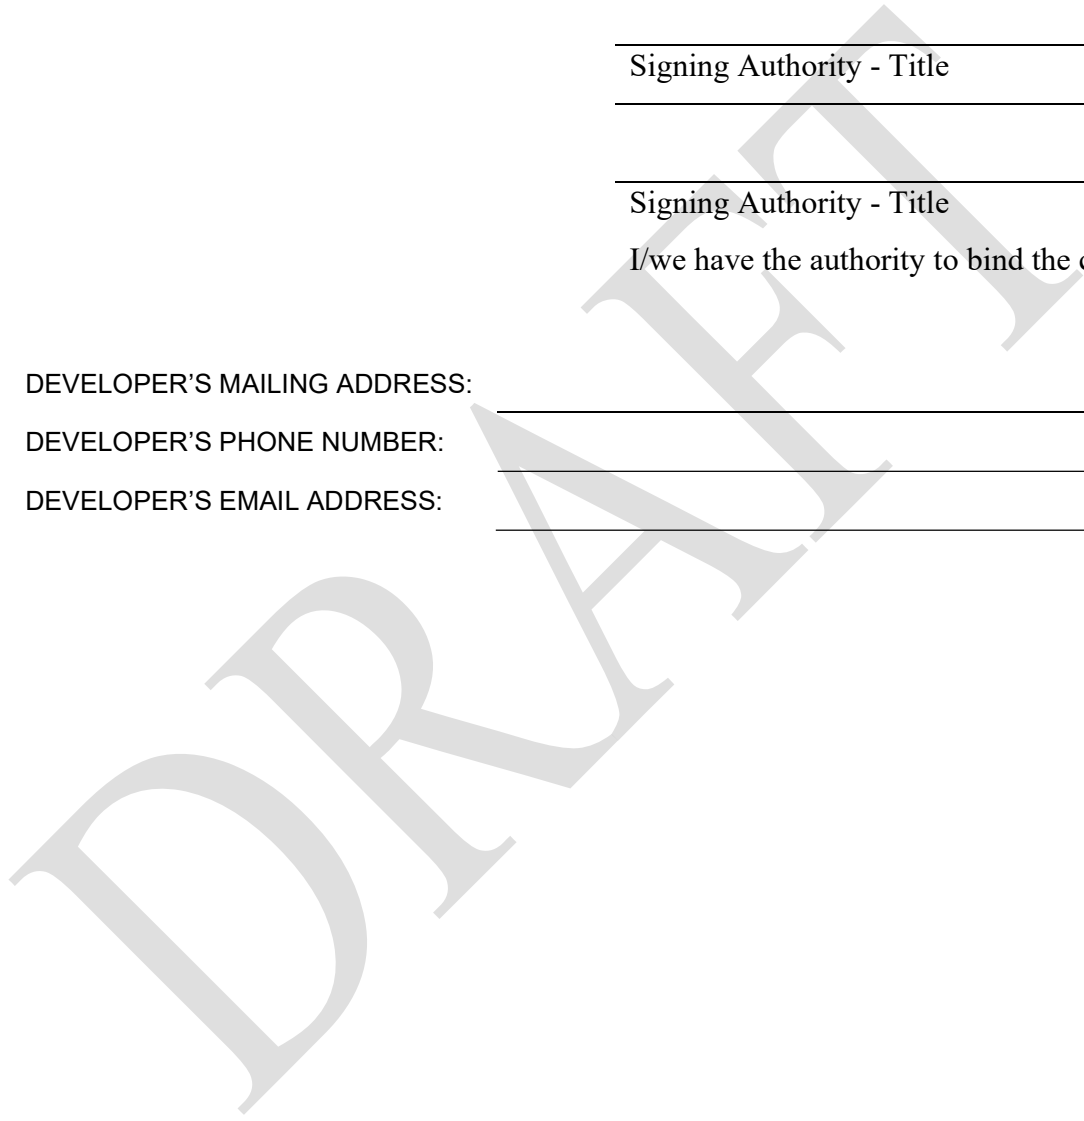 Signing Authority - Title
Signing Authority - Title
I/we have the authority to bind the
DEVELOPER’S MAILING ADDRESS:
DEVELOPER’S PHONE NUMBER:
DEVELOPER’S EMAIL ADDRESS:
DRAFT